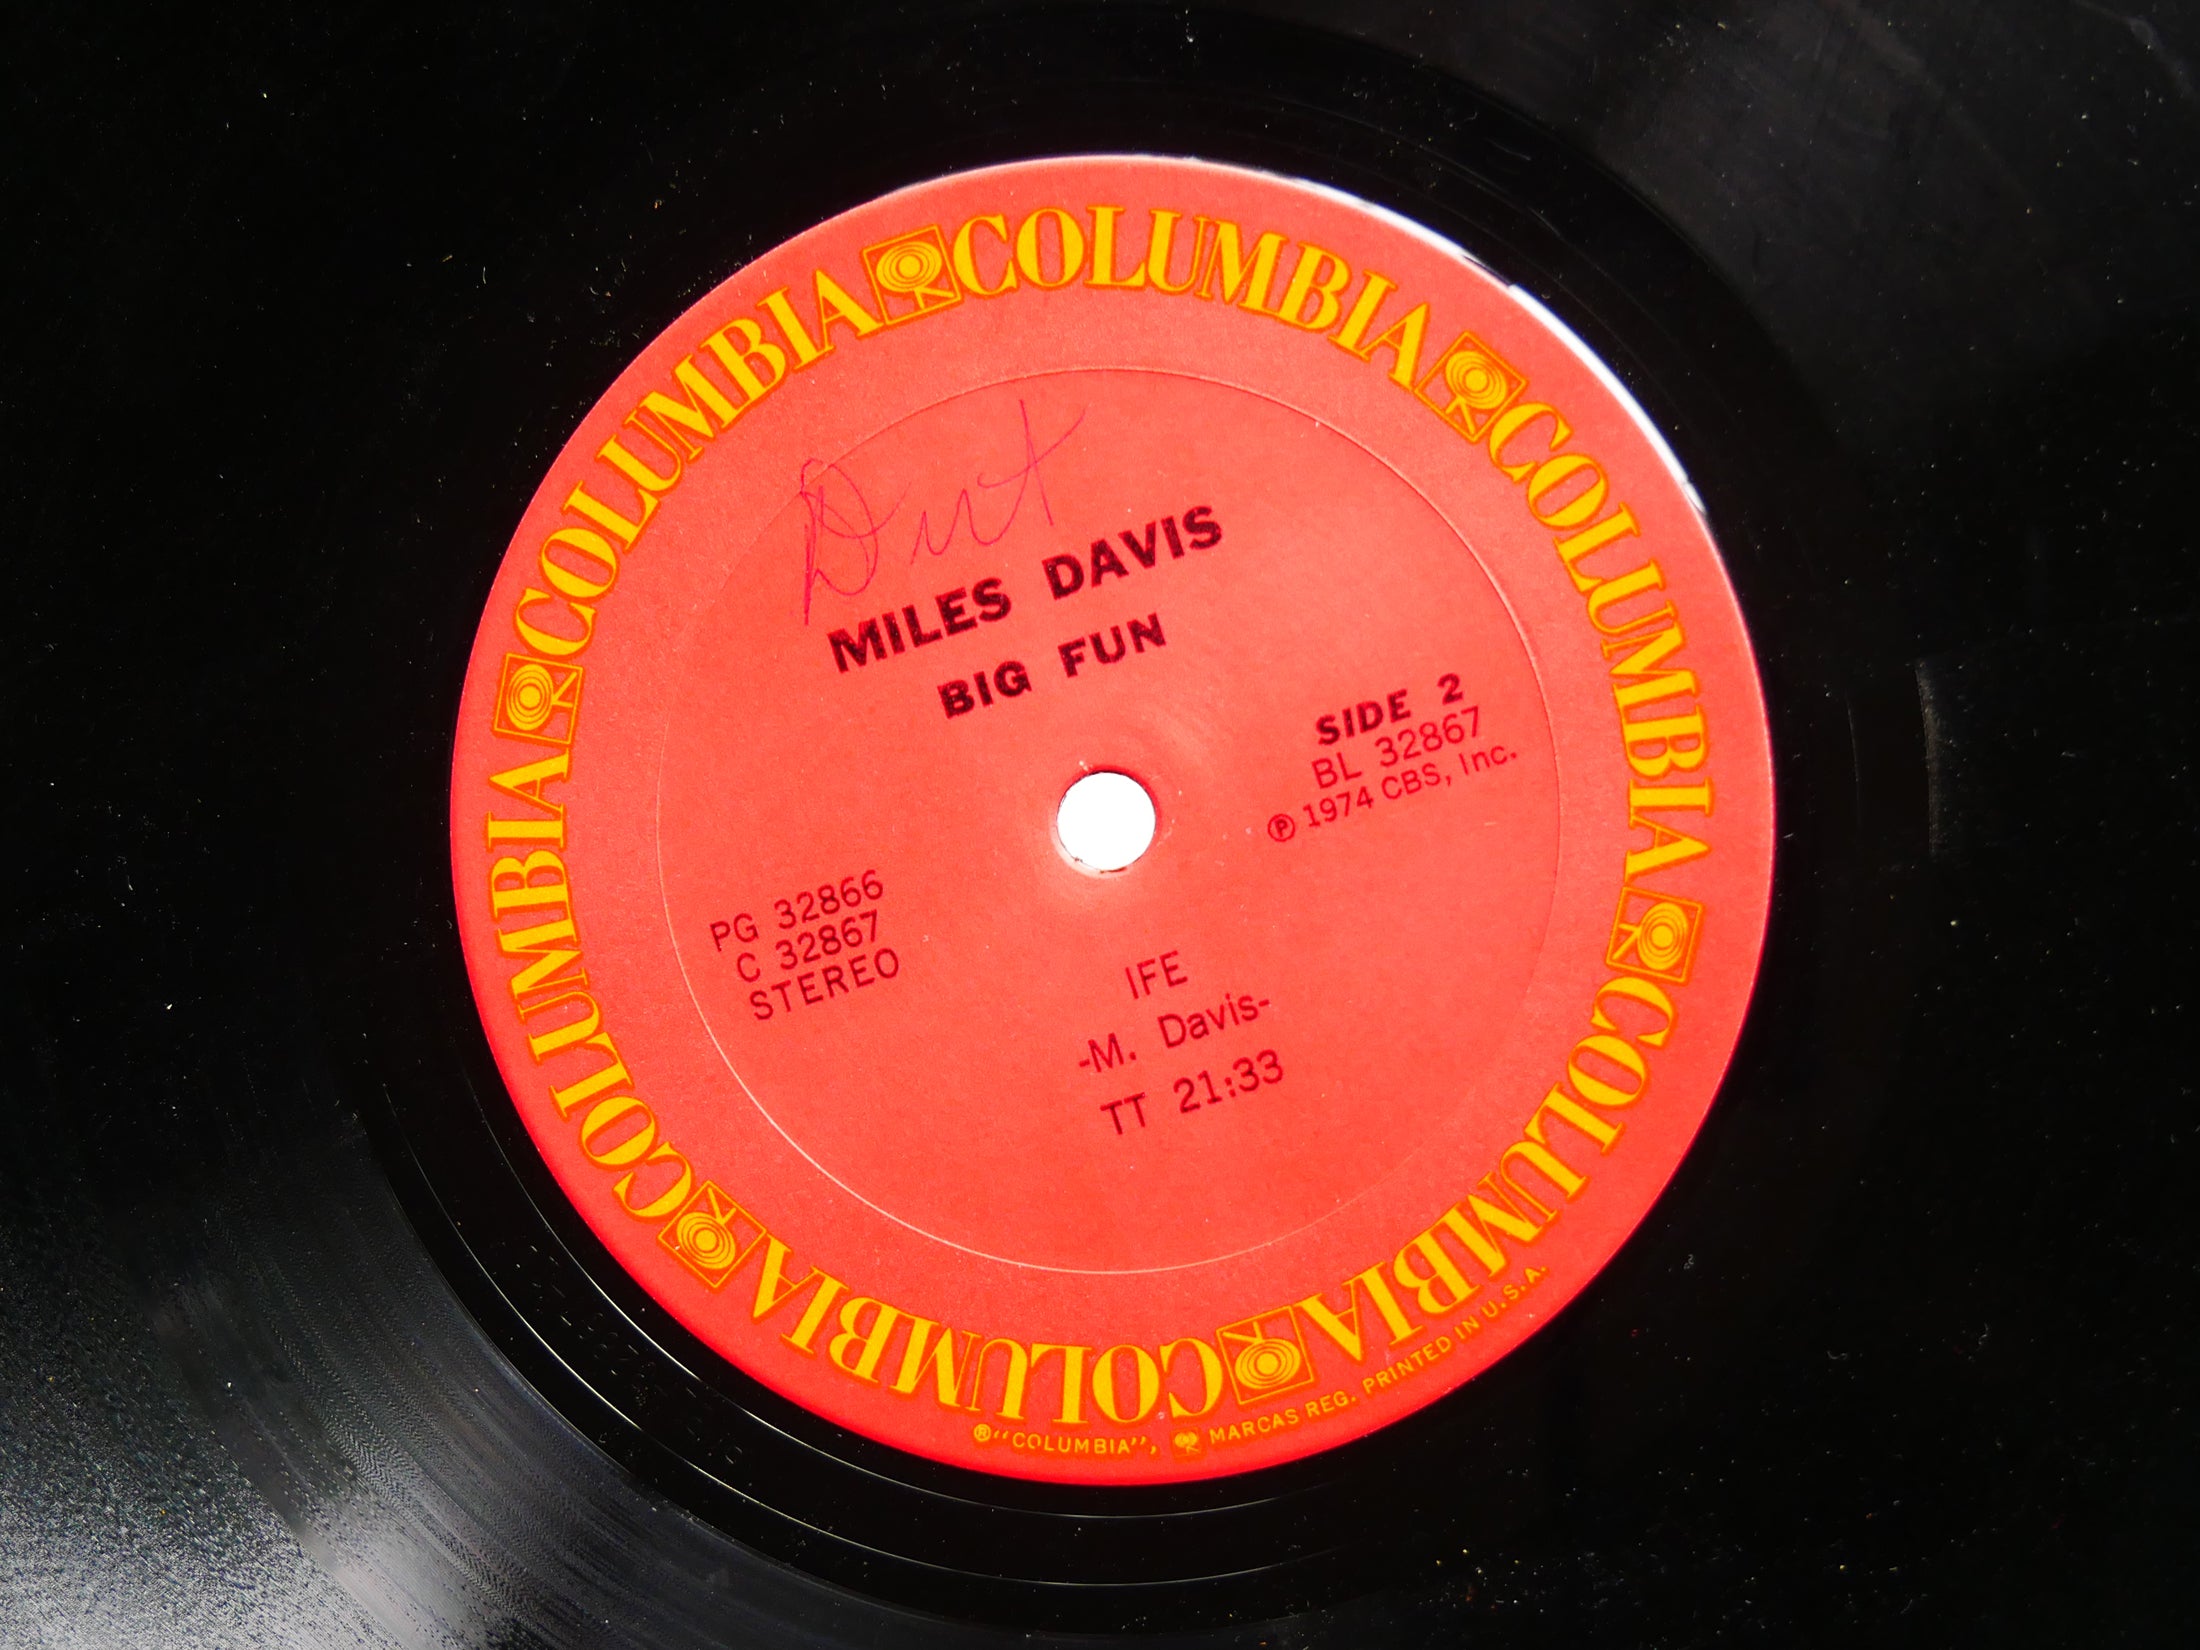 COLUMBIA COLUMBIA COLUMBIA COLUMBIA COLUMBIA COLUMBIA
MILES DAVIS
BIG FUN
SIDE 2
BL 32867
Ⓟ 1974 CBS, Inc.
PG 32866
C 32867
STEREO
IFE
-M. Davis-
TT 21:33
®"COLUMBIA", MARCAS REG. PRINTED IN U.S.A.